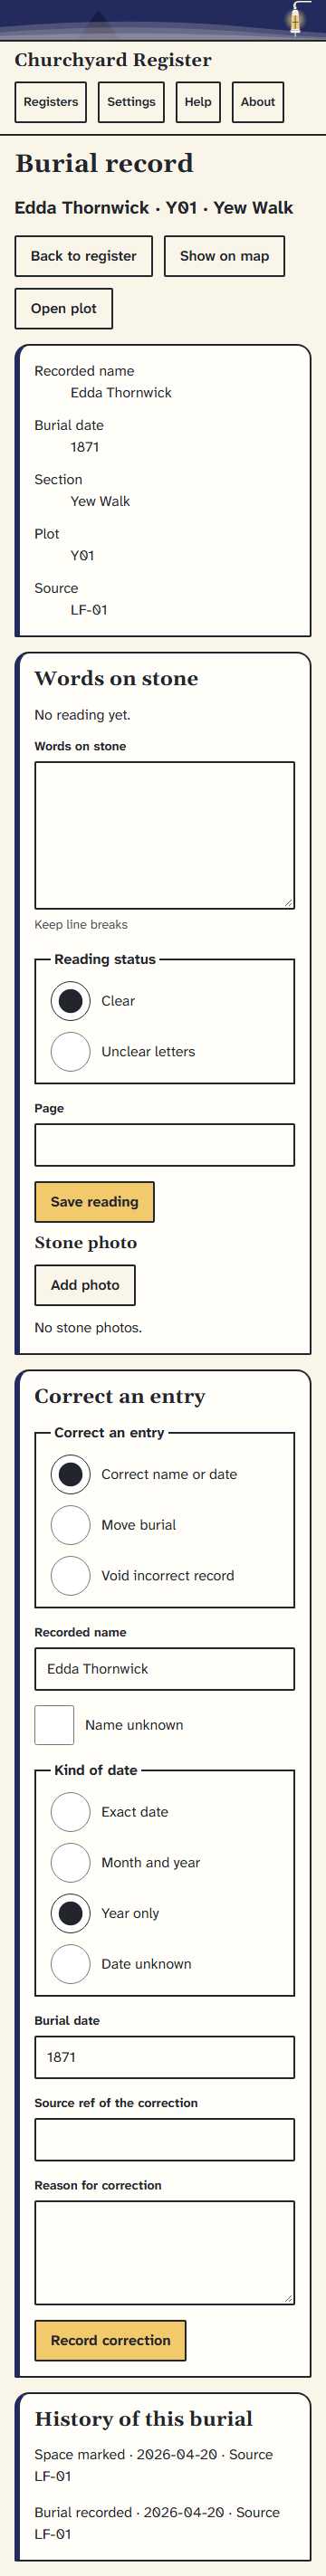 Churchyard Register
Registers
Settings
Help
About
Burial record
Edda Thornwick · Y01 · Yew Walk
Back to register
Show on map
Open plot
Recorded name
Edda Thornwick
Burial date
1871
Section
Yew Walk
Plot
Y01
Source
LF-01
Words on stone
No reading yet.
Words on stone
Keep line breaks
Reading status
Clear
Unclear letters
Page
Save reading
Stone photo
Add photo
No stone photos.
Correct an entry
Correct an entry
Correct name or date
Move burial
Void incorrect record
Recorded name
Edda Thornwick
Name unknown
Kind of date
Exact date
Month and year
Year only
Date unknown
Burial date
1871
Source ref of the correction
Reason for correction
Record correction
History of this burial
Space marked · 2026-04-20 · Source
LF-01
Burial recorded · 2026-04-20 · Source
LF-01